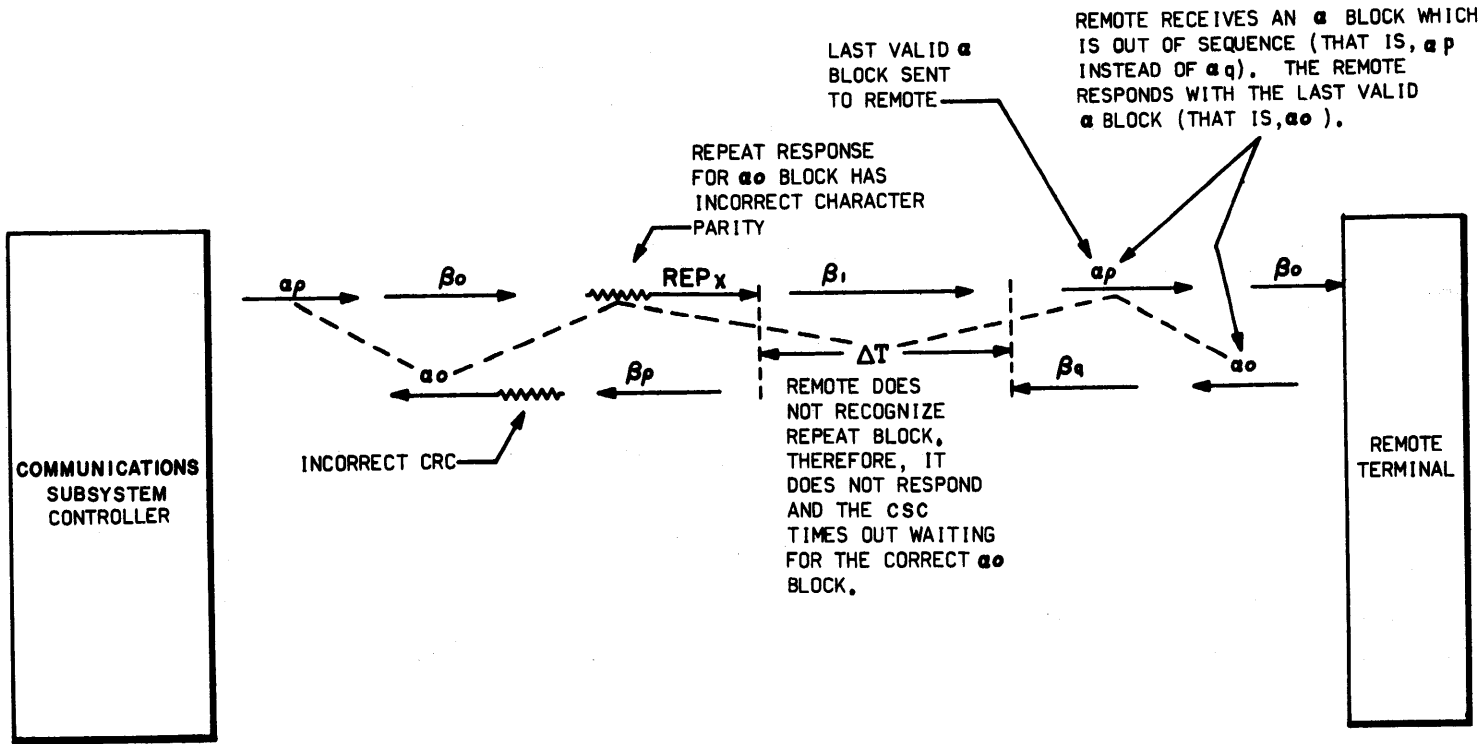 REMOTE RECEIVES AN α BLOCK WHICH
IS OUT OF SEQUENCE (THAT IS, αp
INSTEAD OF αq). THE REMOTE
RESPONDS WITH THE LAST VALID
α BLOCK (THAT IS, αo ).
LAST VALID α
BLOCK SENT
TO REMOTE
REPEAT RESPONSE
FOR αo BLOCK HAS
INCORRECT CHARACTER
PARITY
αp
βo
REPx
β1
αp
βo
αo
βp
ΔT
βq
αo
INCORRECT CRC
REMOTE DOES
NOT RECOGNIZE
REPEAT BLOCK.
THEREFORE, IT
DOES NOT RESPOND
AND THE CSC
TIMES OUT WAITING
FOR THE CORRECT αo
BLOCK.
COMMUNICATIONS
SUBSYSTEM
CONTROLLER
REMOTE
TERMINAL